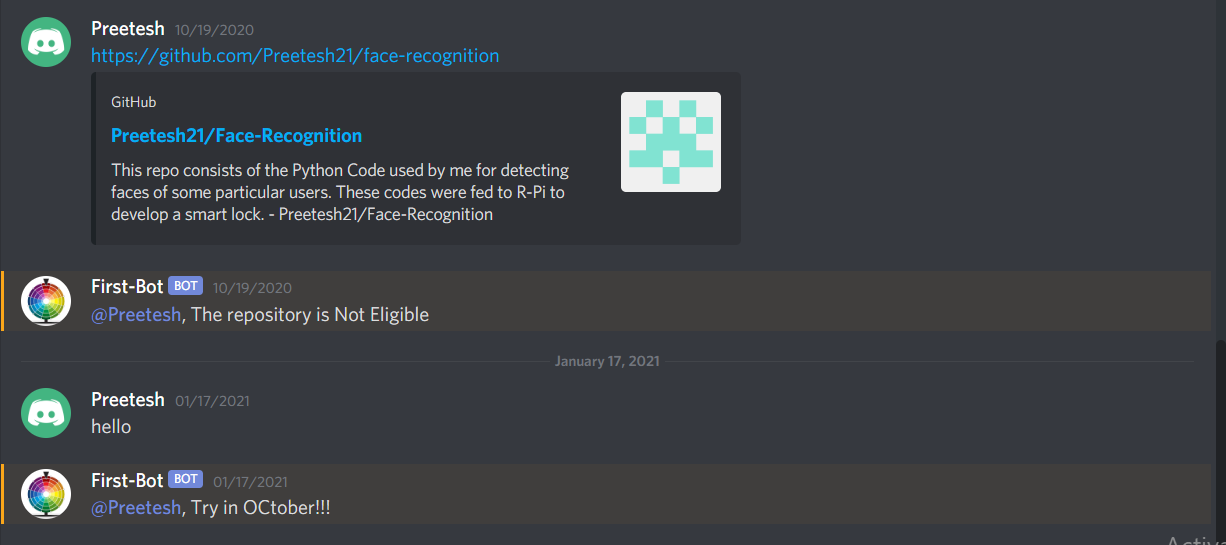 Preetesh 10/19/2020
https://github.com/Preetesh21/face-recognition
GitHub
Preetesh21/Face-Recognition
This repo consists of the Python Code used by me for detecting
faces of some particular users. These codes were fed to R-Pi to
develop a smart lock. - Preetesh21/Face-Recognition
First-Bot BOT 10/19/2020
@Preetesh, The repository is Not Eligible
January 17, 2021
Preetesh 01/17/2021
hello
First-Bot BOT 01/17/2021
@Preetesh, Try in OCtober!!!